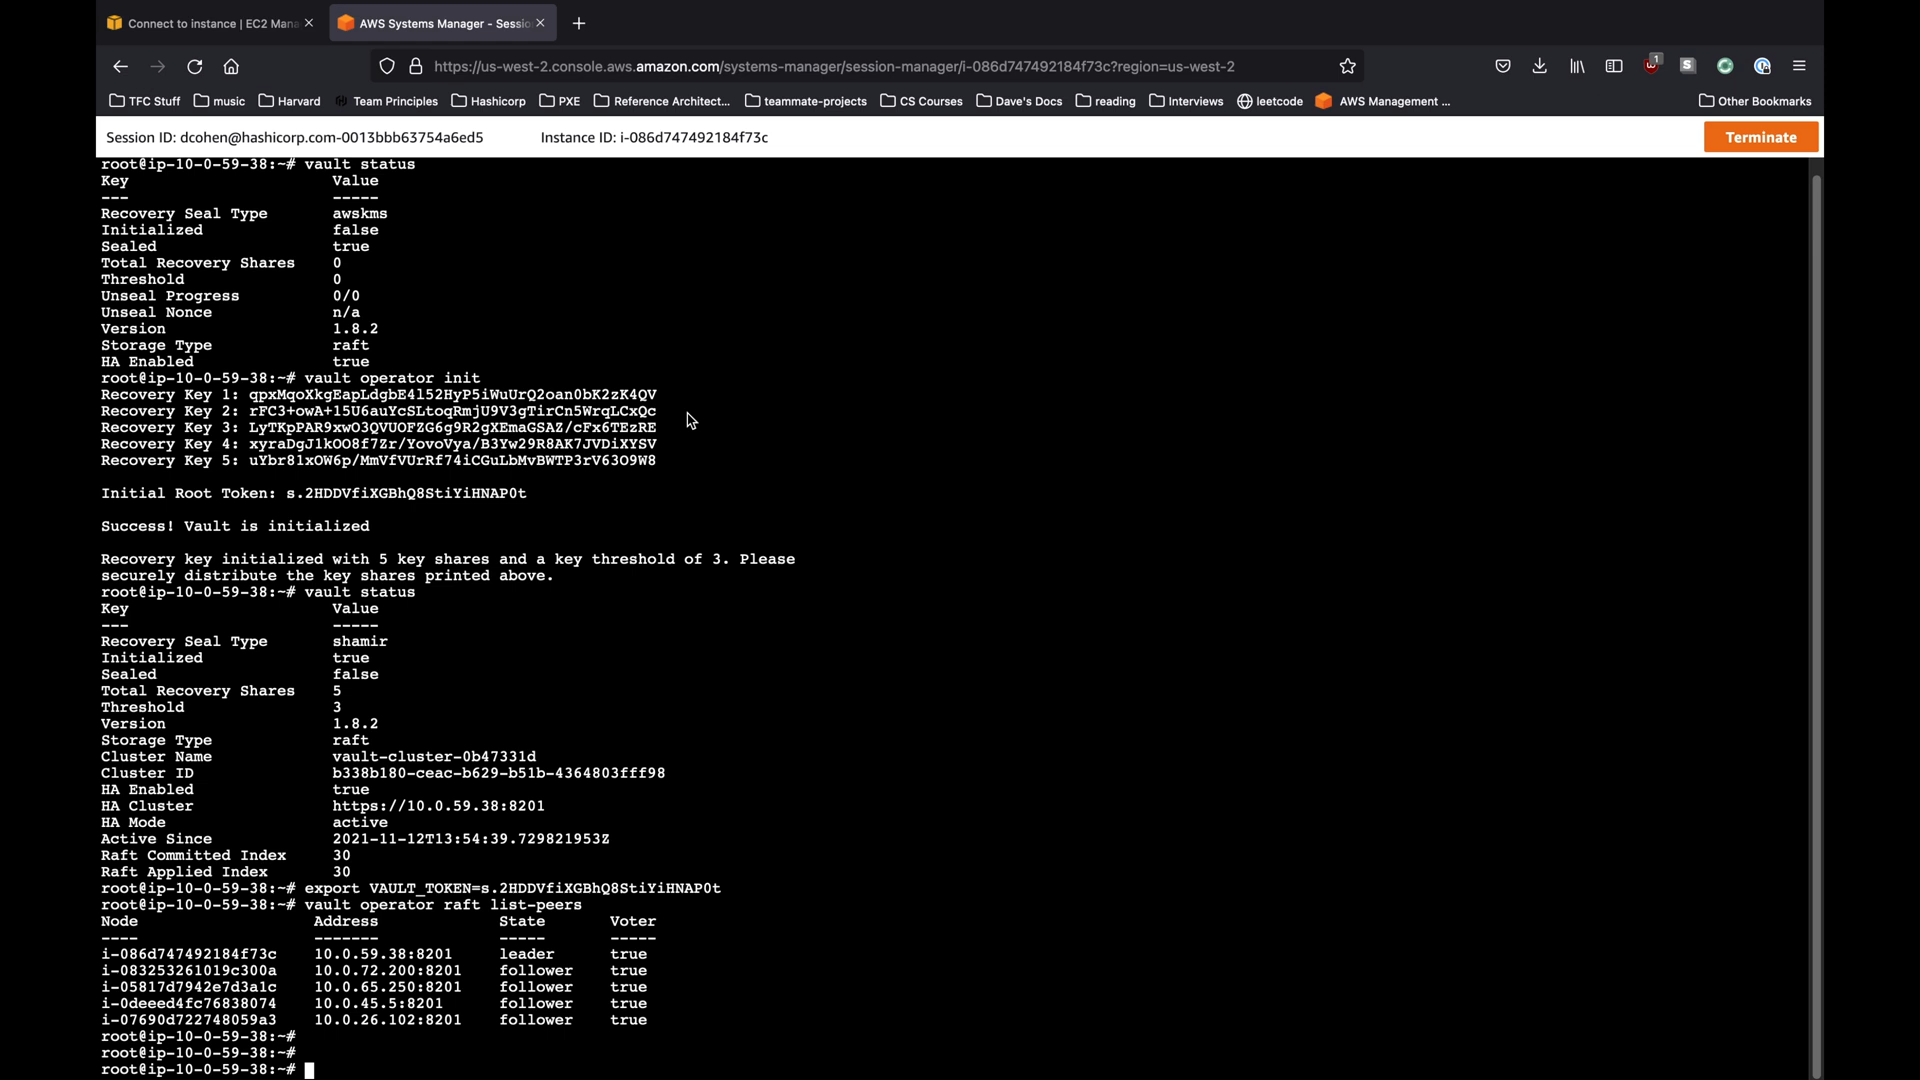 Connect to instance | EC2 Mana
AWS Systems Manager - Sessio
https://us-west-2.console.aws.amazon.com/systems-manager/session-manager/i-086d747492184f73c?region=us-west-2
1
S
TFC Stuff music Harvard Team Principles Hashicorp PXE Reference Architect... teammate-projects CS Courses Dave's Docs reading Interviews leetcode AWS Management ... Other Bookmarks
Session ID: dcohen@hashicorp.com-0013bbb63754a6ed5 Instance ID: i-086d747492184f73c Terminate
root@ip-10-0-59-38:~# vault status
Key Value
--- -----
Recovery Seal Type awskms
Initialized false
Sealed true
Total Recovery Shares 0
Threshold 0
Unseal Progress 0/0
Unseal Nonce n/a
Version 1.8.2
Storage Type raft
HA Enabled true
root@ip-10-0-59-38:~# vault operator init
Recovery Key 1: qpxMqoXkgEapLdgbE4l52HyP5iWuUrQ2oan0bK2zK4QV
Recovery Key 2: rFC3+owA+15U6auYcSLtoqRmjU9V3gTirCn5WrqLCxQc
Recovery Key 3: LyTKpPAR9xwO3QVUOFZG6g9R2gXEmaGSAZ/cFx6TEzRE
Recovery Key 4: xyraDgJ1kOO8f7Zr/YovoVya/B3Yw29R8AK7JVDiXYSV
Recovery Key 5: uYbr81xOW6p/MmVfVUrRf74iCGuLbMvBWTP3rV63O9W8
Initial Root Token: s.2HDDVfiXGBhQ8StiYiHNAP0t
Success! Vault is initialized
Recovery key initialized with 5 key shares and a key threshold of 3. Please
securely distribute the key shares printed above.
root@ip-10-0-59-38:~# vault status
Key Value
--- -----
Recovery Seal Type shamir
Initialized true
Sealed false
Total Recovery Shares 5
Threshold 3
Version 1.8.2
Storage Type raft
Cluster Name vault-cluster-0b47331d
Cluster ID b338b180-ceac-b629-b51b-4364803fff98
HA Enabled true
HA Cluster https://10.0.59.38:8201
HA Mode active
Active Since 2021-11-12T13:54:39.729821953Z
Raft Committed Index 30
Raft Applied Index 30
root@ip-10-0-59-38:~# export VAULT_TOKEN=s.2HDDVfiXGBhQ8StiYiHNAP0t
root@ip-10-0-59-38:~# vault operator raft list-peers
Node Address State Voter
---- ------- ----- -----
i-086d747492184f73c 10.0.59.38:8201 leader true
i-083253261019c300a 10.0.72.200:8201 follower true
i-05817d7942e7d3a1c 10.0.65.250:8201 follower true
i-0deeed4fc76838074 10.0.45.5:8201 follower true
i-07690d722748059a3 10.0.26.102:8201 follower true
root@ip-10-0-59-38:~#
root@ip-10-0-59-38:~#
root@ip-10-0-59-38:~#